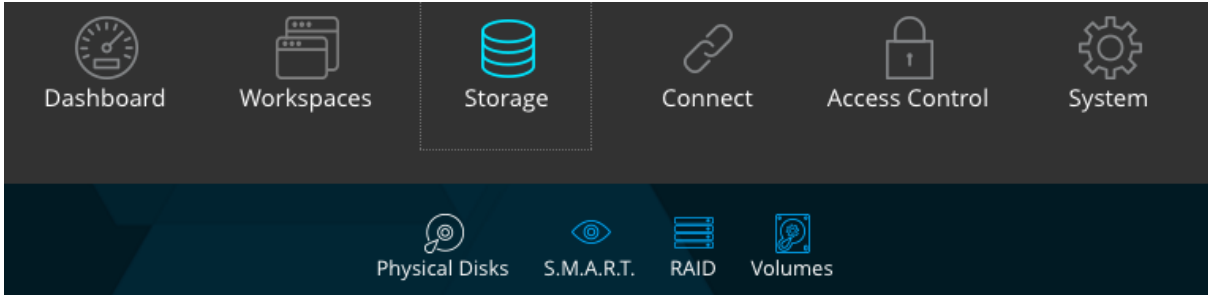 Dashboard Workspaces Storage Connect Access Control System
Physical Disks S.M.A.R.T. RAID Volumes